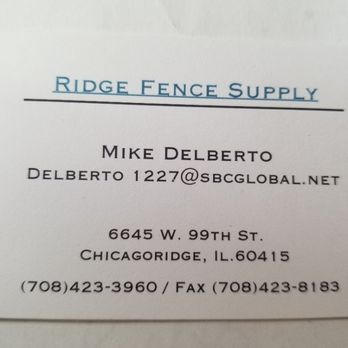 RIDGE FENCE SUPPLY
MIKE DELBERTO
DELBERTO 1227@SBCGLOBAL.NET
6645 W. 99TH ST.
CHICAGORIDGE, IL.60415
(708)423-3960 / FAX (708)423-8183